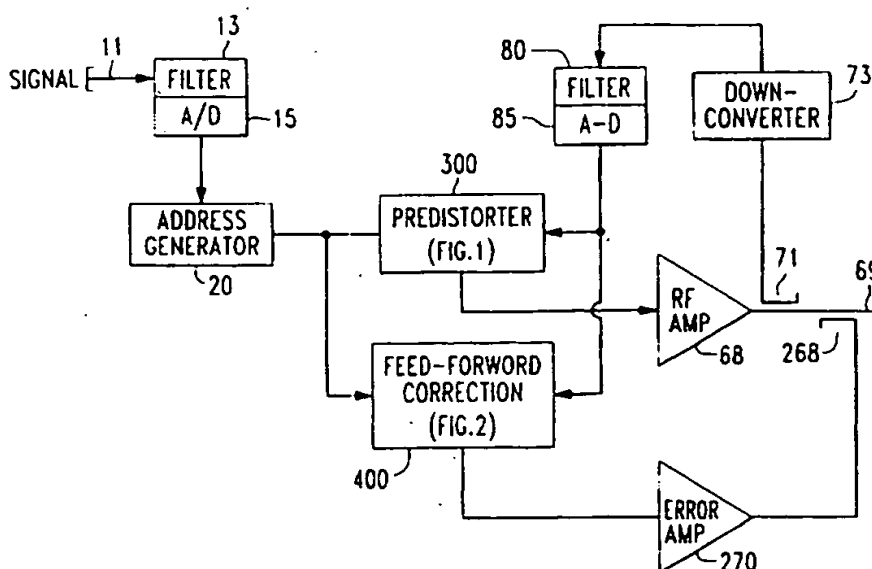 13
11
SIGNAL
FILTER
A/D
15
80
FILTER
A-D
85
DOWN-
CONVERTER
73
ADDRESS
GENERATOR
20
300
PREDISTORTER
(FIG.1)
RF
AMP
68
71
69
268
FEED-FORWORD
CORRECTION
(FIG.2)
400
ERROR
AMP
270